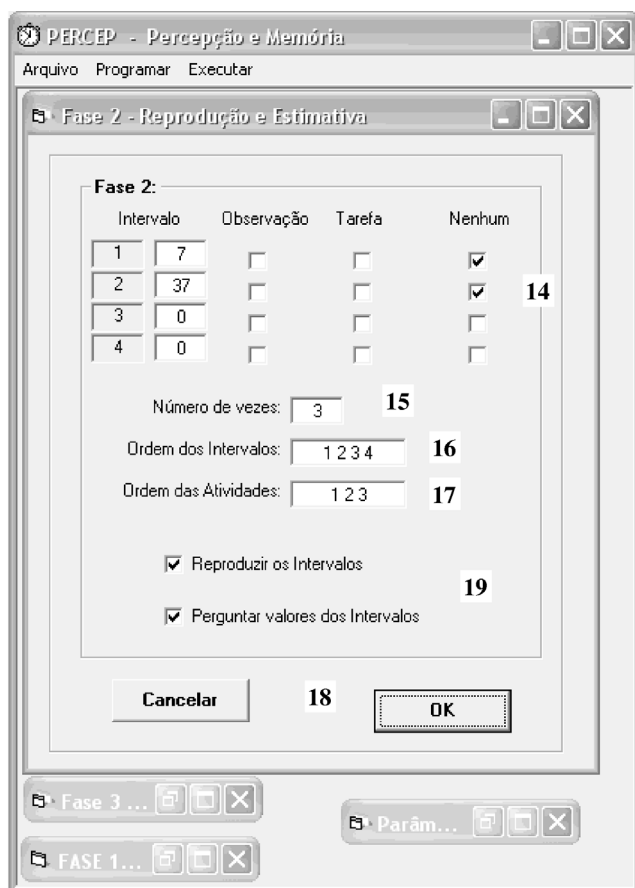 PERCEP - Percepção e Memória
Arquivo Programar Executar
Fase 2 - Reprodução e Estimativa
Fase 2:
Intervalo Observação Tarefa Nenhum
1 7
2 37 14
3 0
4 0
Número de vezes: 3 15
Ordem dos Intervalos: 1 2 3 4 16
Ordem das Atividades: 1 2 3 17
Reproduzir os Intervalos
19
Perguntar valores dos Intervalos
Cancelar 18 OK
Fase 3 ...
Parâm...
FASE 1...